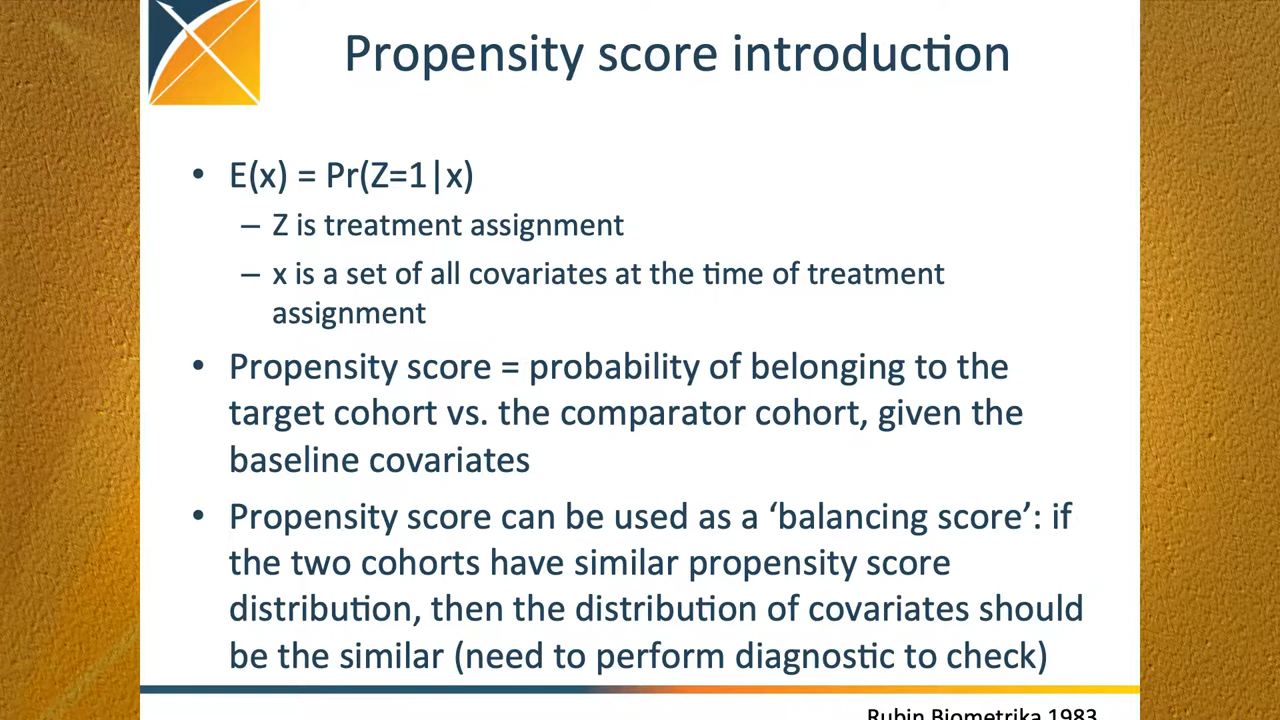 Propensity score introduction
• E(x) = Pr(Z=1|x)
– Z is treatment assignment
– x is a set of all covariates at the time of treatment
assignment
• Propensity score = probability of belonging to the
target cohort vs. the comparator cohort, given the
baseline covariates
• Propensity score can be used as a ‘balancing score’: if
the two cohorts have similar propensity score
distribution, then the distribution of covariates should
be the similar (need to perform diagnostic to check)
Rubin Biometrika 1983